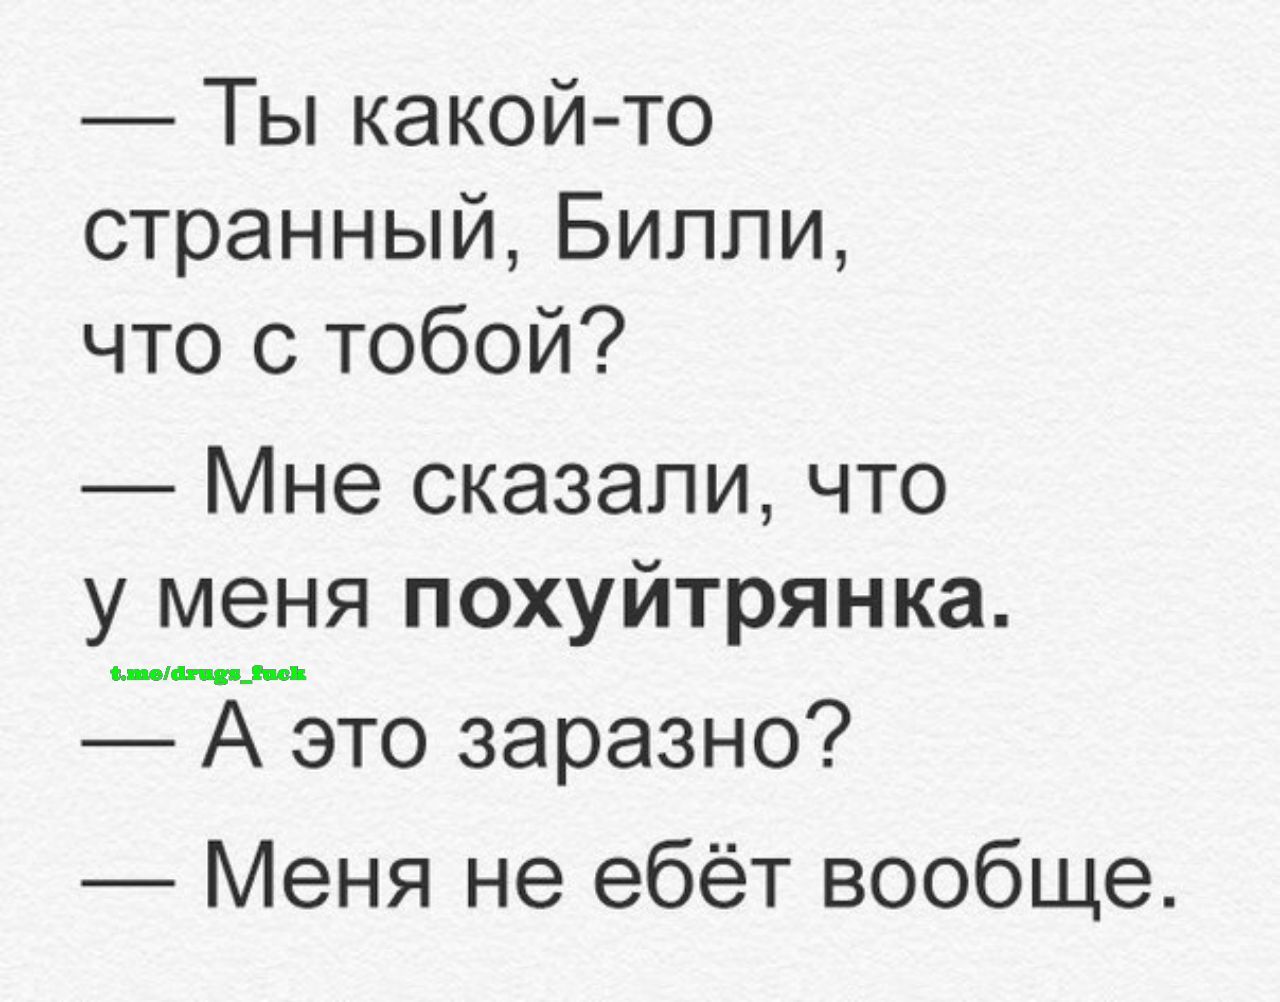 — Ты какой-то
странный, Билли,
что с тобой?
— Мне сказали, что
у меня похуйтрянка.
t.me/drugs_fuck
— А это заразно?
— Меня не ебёт вообще.